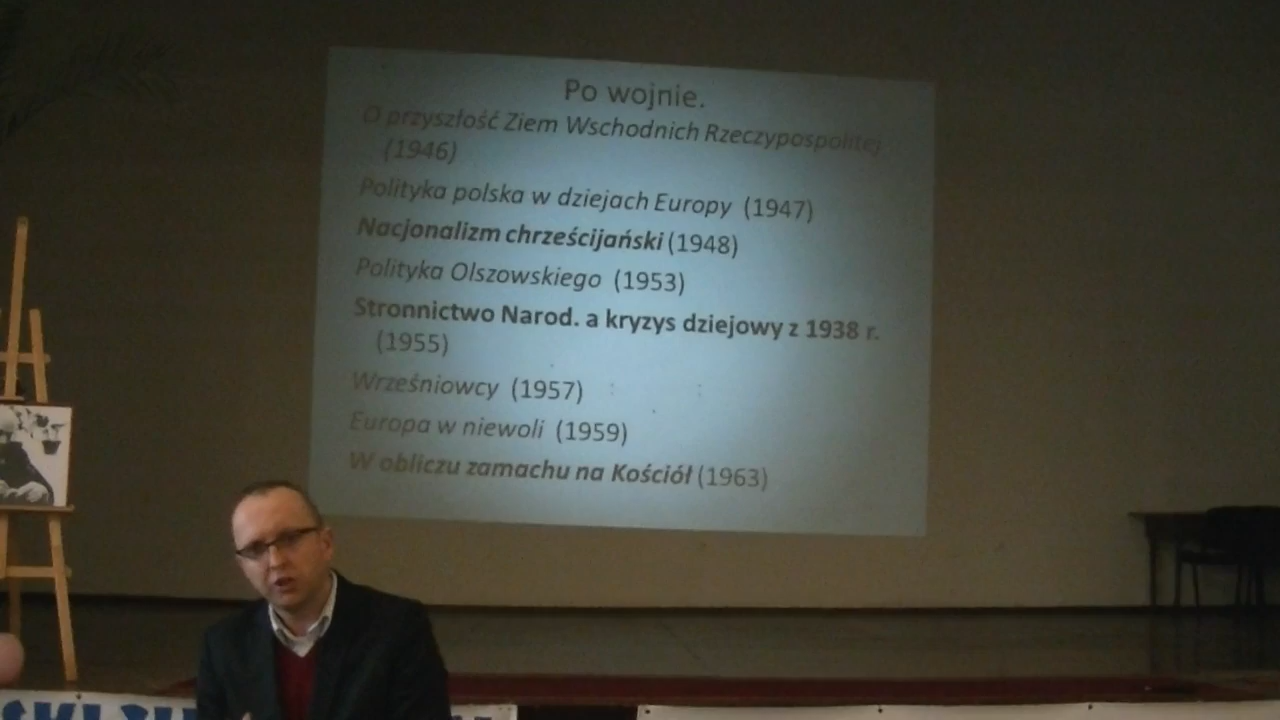 Po wojnie.
O przyszłość Ziem Wschodnich Rzeczypospolitej
(1946)
Polityka polska w dziejach Europy (1947)
Nacjonalizm chrześcijański (1948)
Polityka Olszowskiego (1953)
Stronnictwo Narod. a kryzys dziejowy z 1938 r.
(1955)
Wrześniowcy (1957)
Europa w niewoli (1959)
W obliczu zamachu na Kościół (1963)